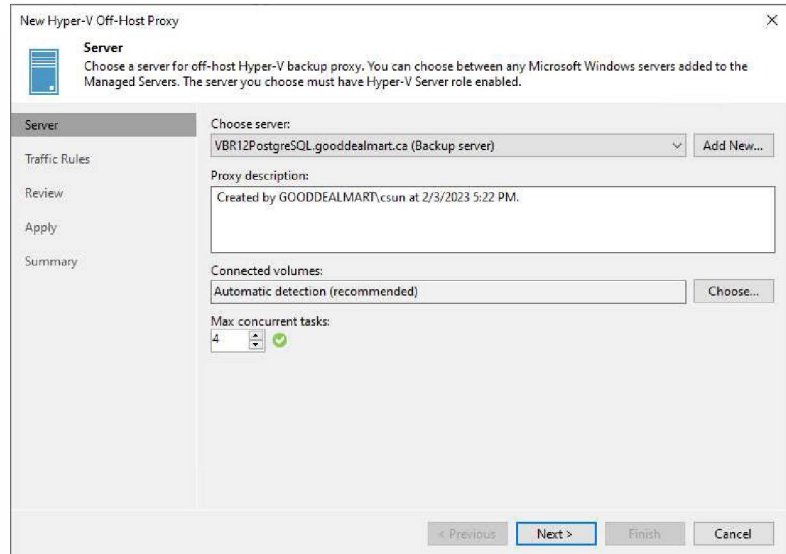 New Hyper-V Off-Host Proxy
Server
Choose a server for off-host Hyper-V backup proxy. You can choose between any Microsoft Windows servers added to the
Managed Servers. The server you choose must have Hyper-V Server role enabled.
Server
Traffic Rules
Review
Apply
Summary
Choose server:
VBR12PostgreSQL.gooddealmart.ca (Backup server)
Add New...
Proxy description:
Created by GOODDEALMART\csun at 2/3/2023 5:22 PM.
Connected volumes:
Automatic detection (recommended)
Choose...
Max concurrent tasks:
4
< Previous
Next >
Finish
Cancel